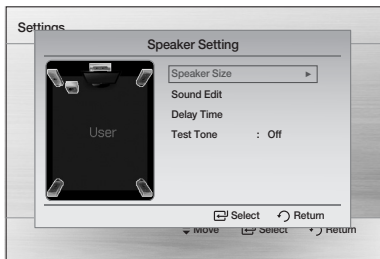 Settings
Speaker Setting
Speaker Size ►
Sound Edit
Delay Time
Test Tone : Off
User
Select Return
Move Select Return